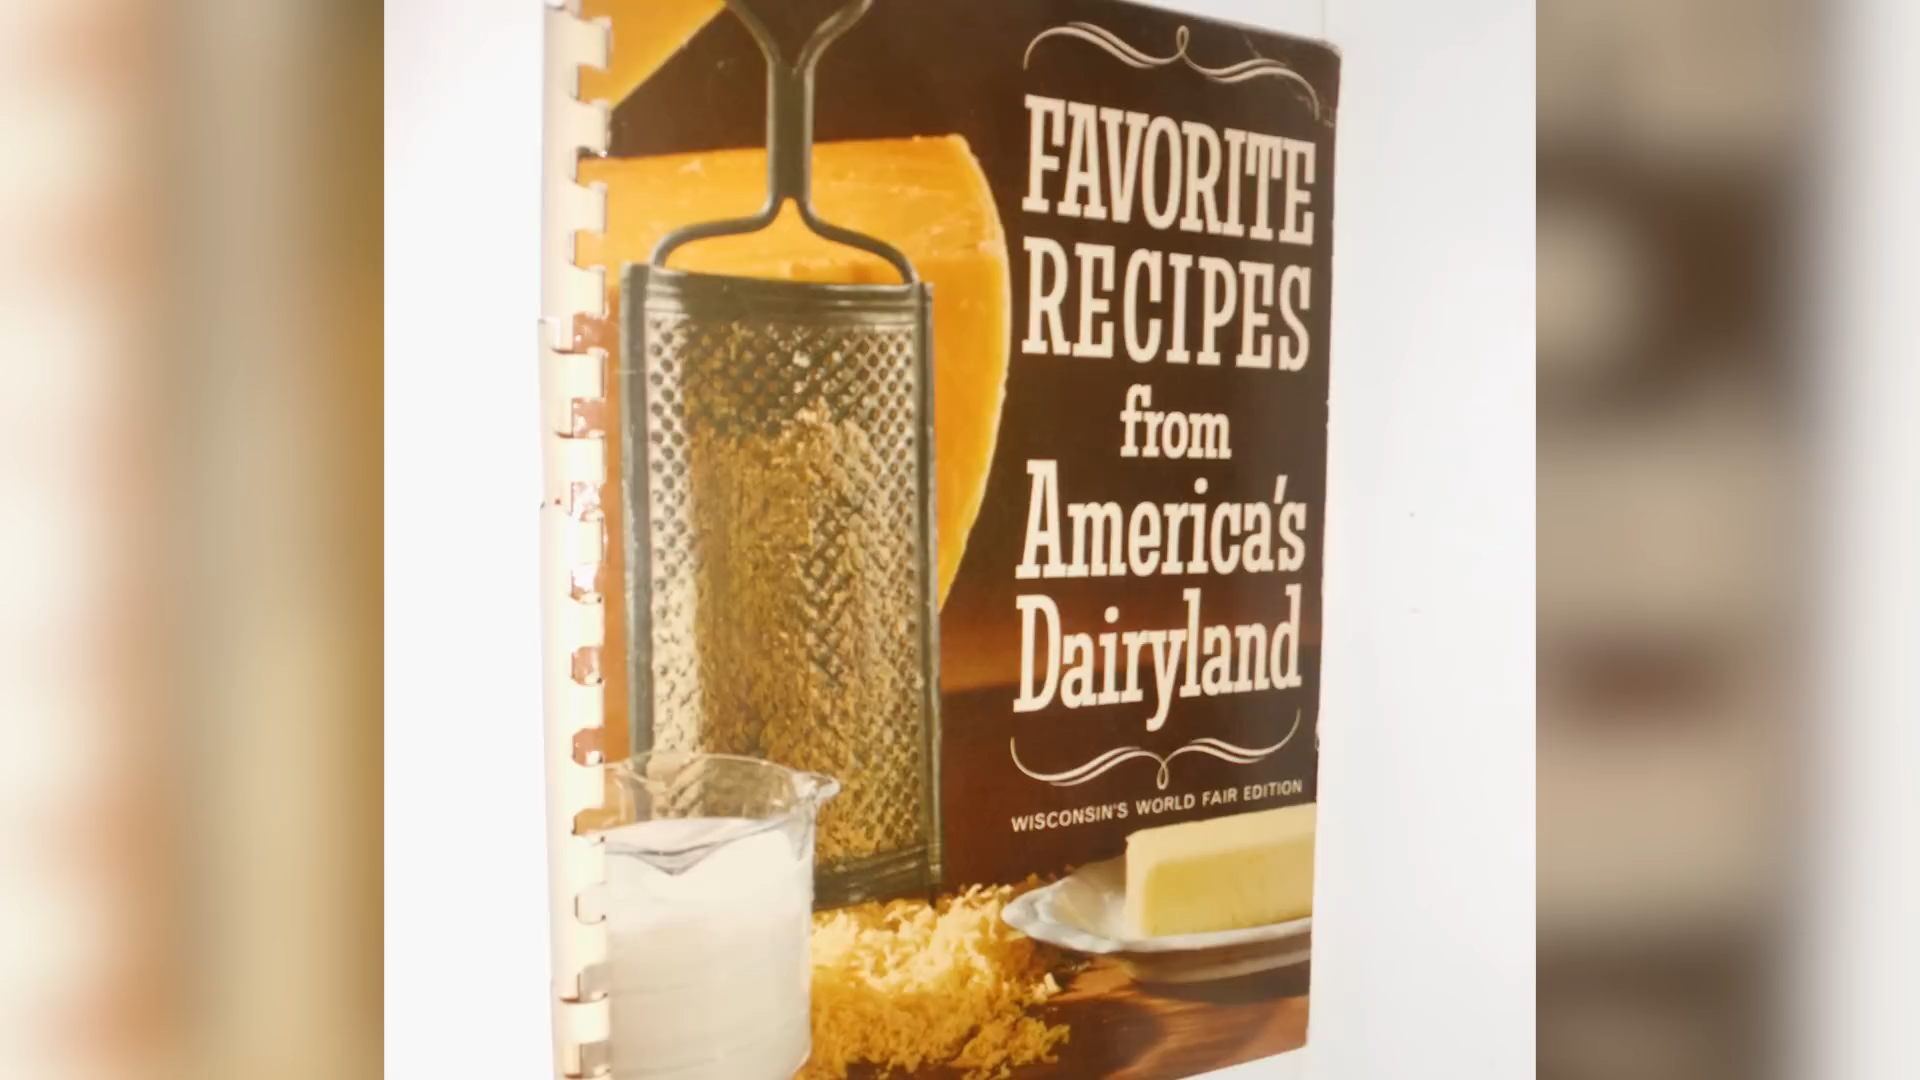 FAVORITE
RECIPES
from
America's
Dairyland
WISCONSIN'S WORLD FAIR EDITION